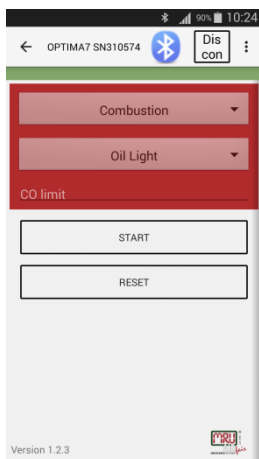 90% 10:24
OPTIMA7 SN310574
Dis
con
Combustion
Oil Light
CO limit
START
RESET
Version 1.2.3
MRU